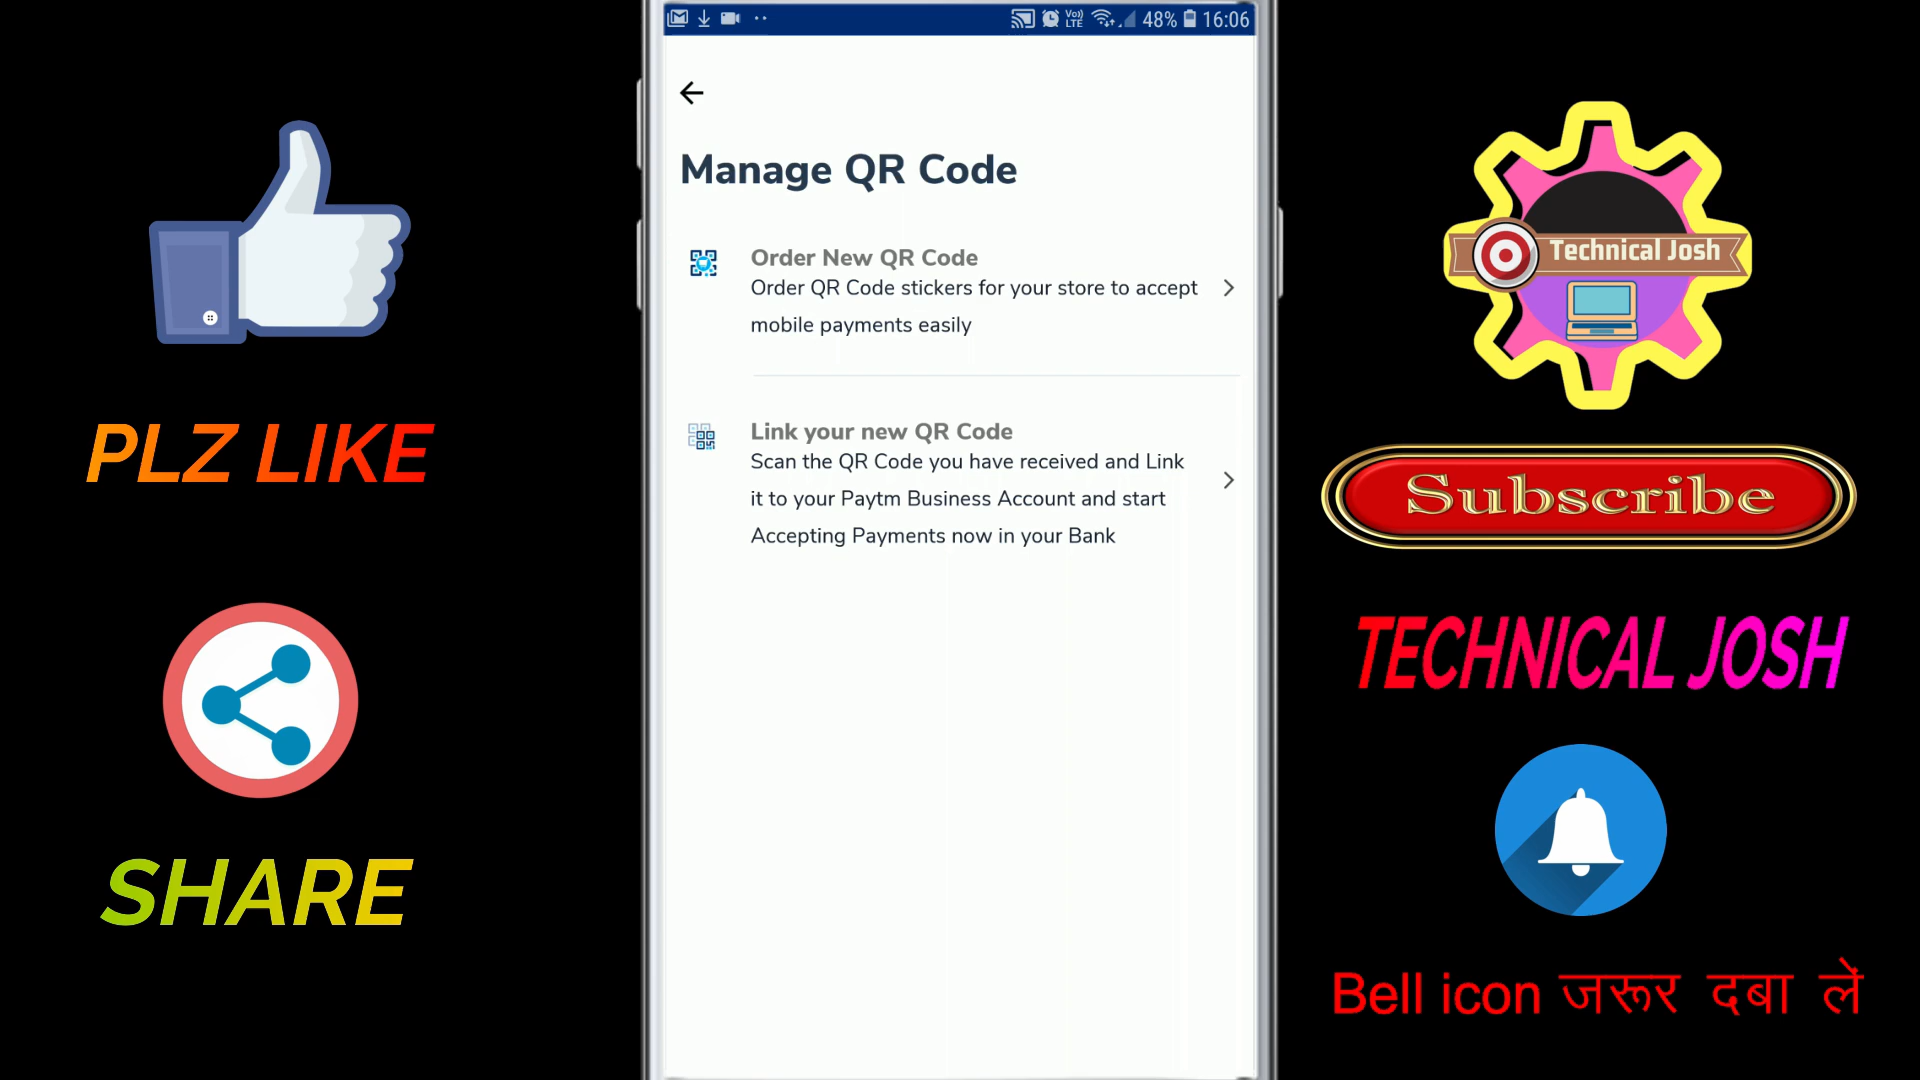 Vo))
LTE
48%
16:06
Manage QR Code
Order New QR Code
Order QR Code stickers for your store to accept
mobile payments easily
Link your new QR Code
Scan the QR Code you have received and Link
it to your Paytm Business Account and start
Accepting Payments now in your Bank
PLZ LIKE
SHARE
Technical Josh
Subscribe
TECHNICAL JOSH
Bell icon जरूर दबा लें